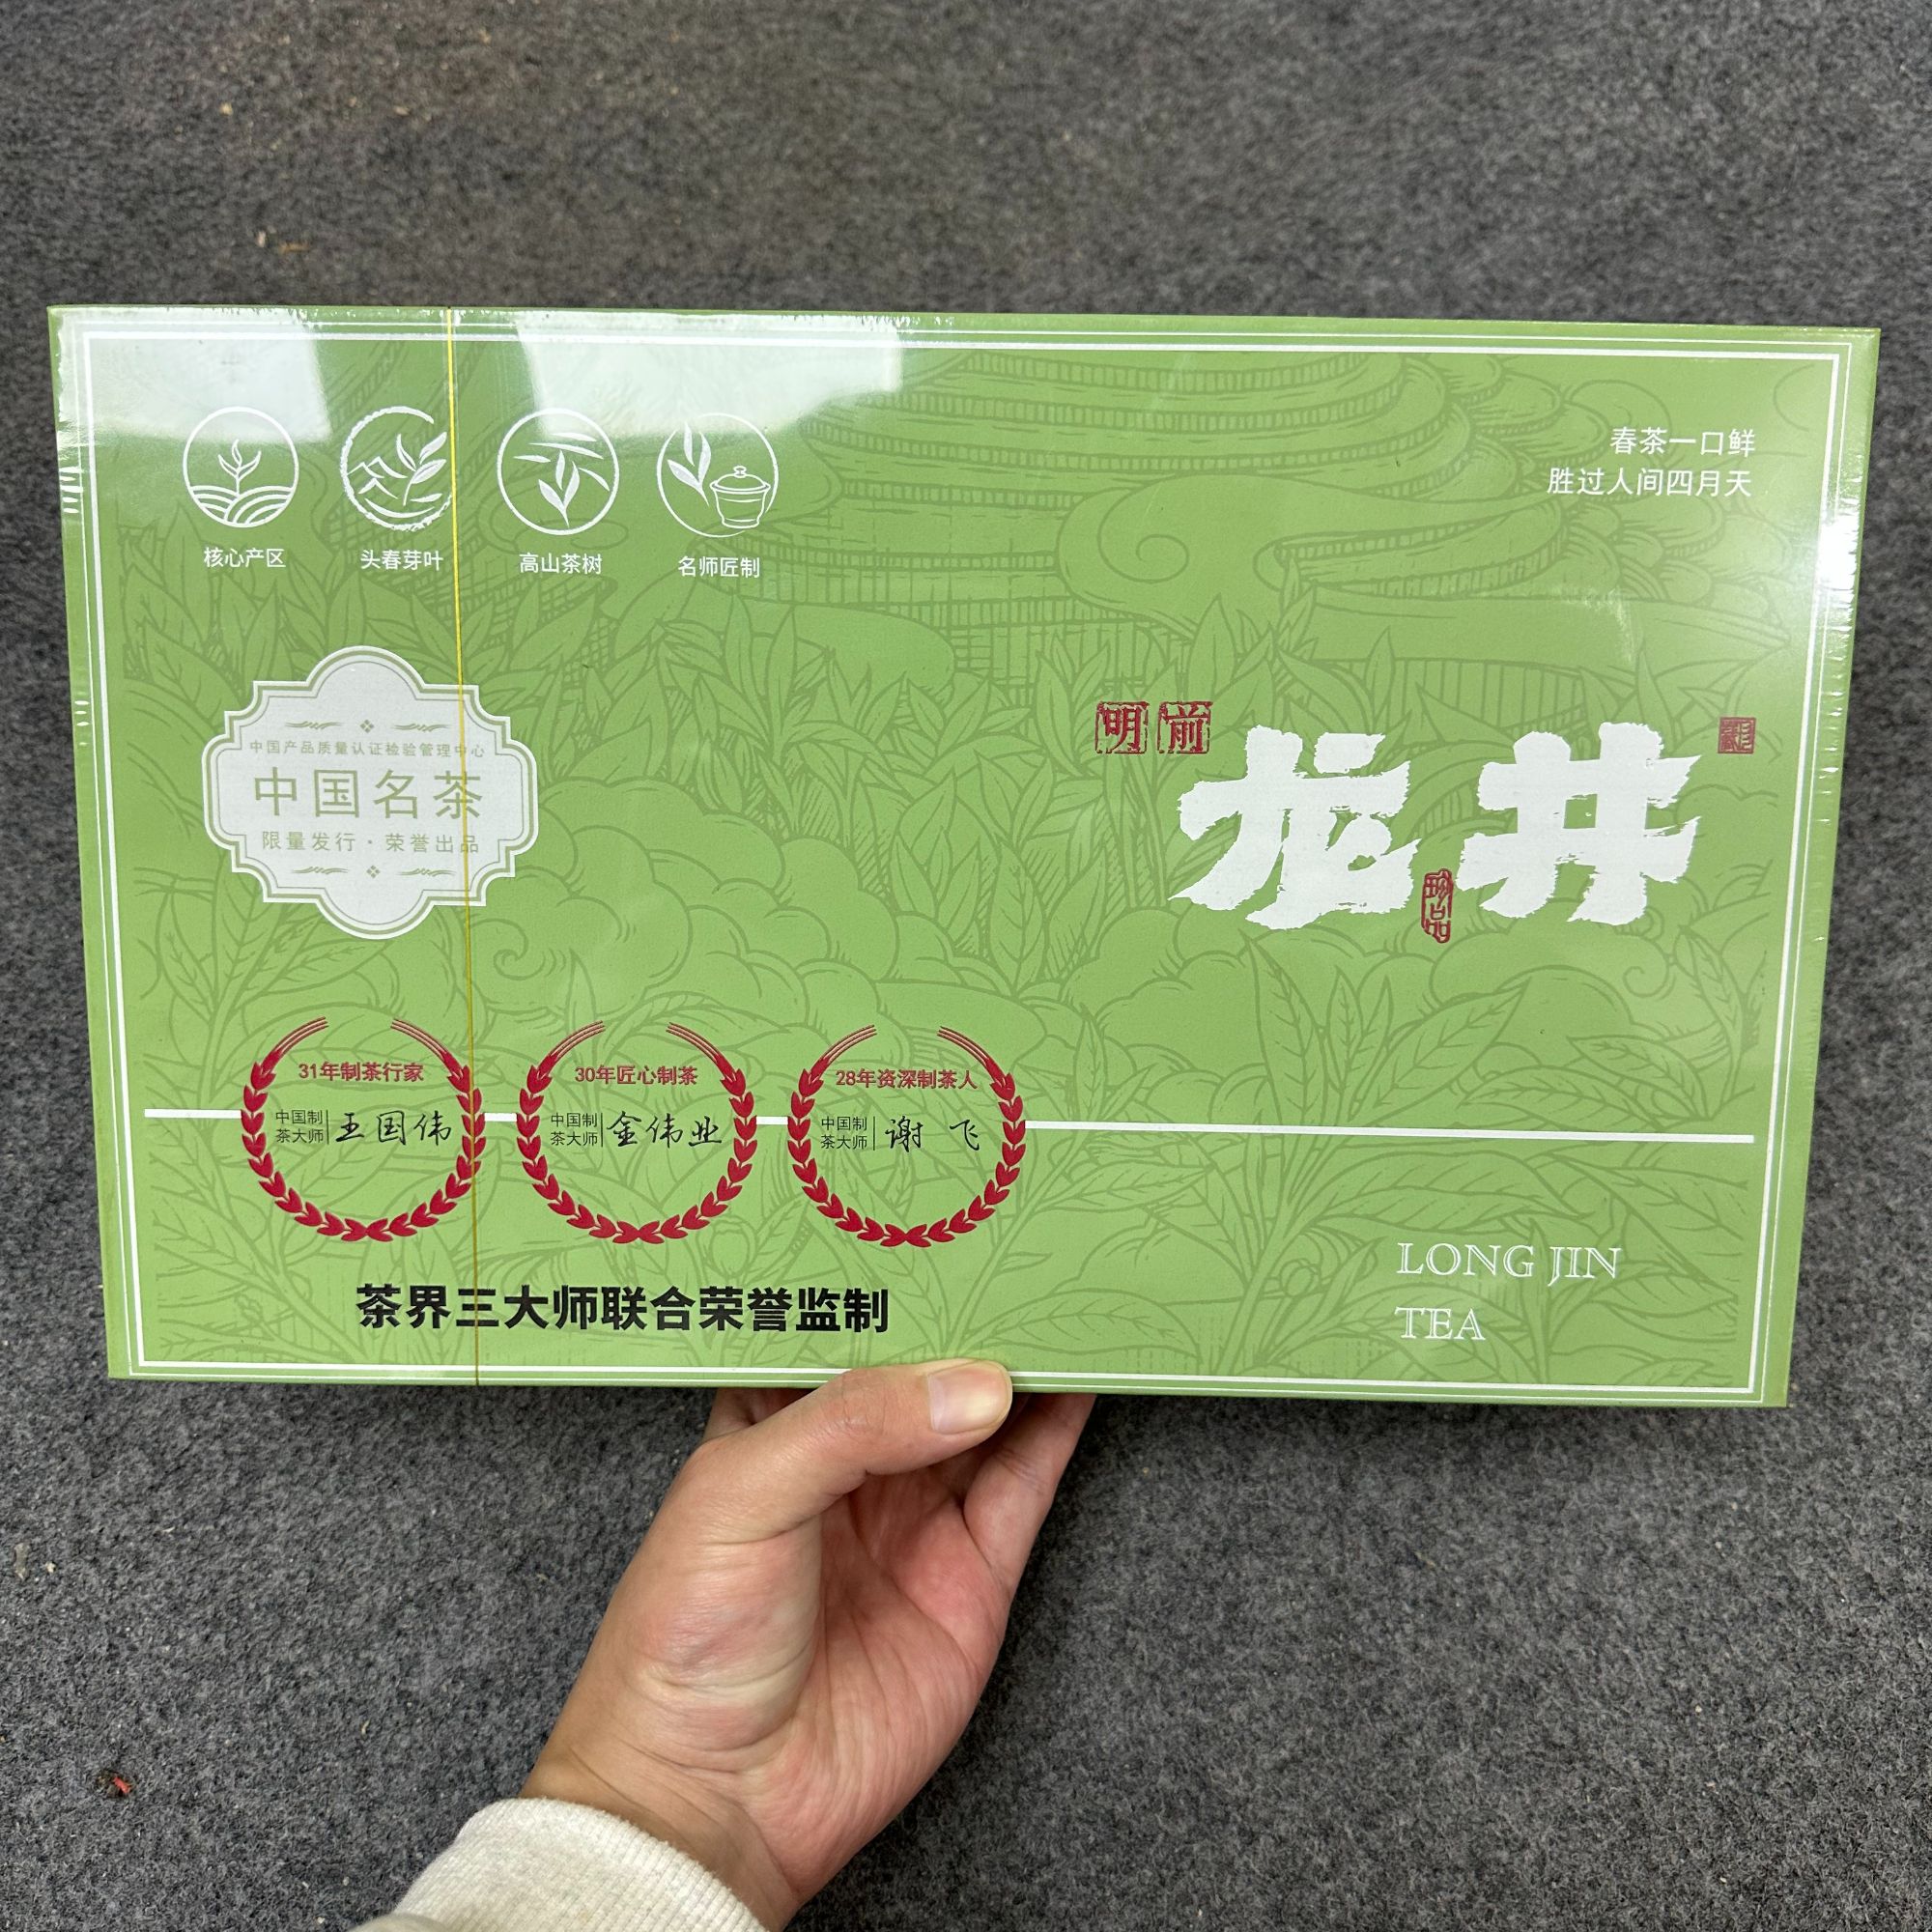 核心产区
头春芽叶
高山茶树
名师匠制
春茶一口鲜
胜过人间四月天
中国产品质量认证检验管理中心
中国名茶
限量发行·荣誉出品
明前
龙井
珍品
31年制茶行家
中国制
茶大师
王国伟
30年匠心制茶
中国制
茶大师
金伟业
28年资深制茶人
中国制
茶大师
谢飞
茶界三大师联合荣誉监制
LONG JIN
TEA